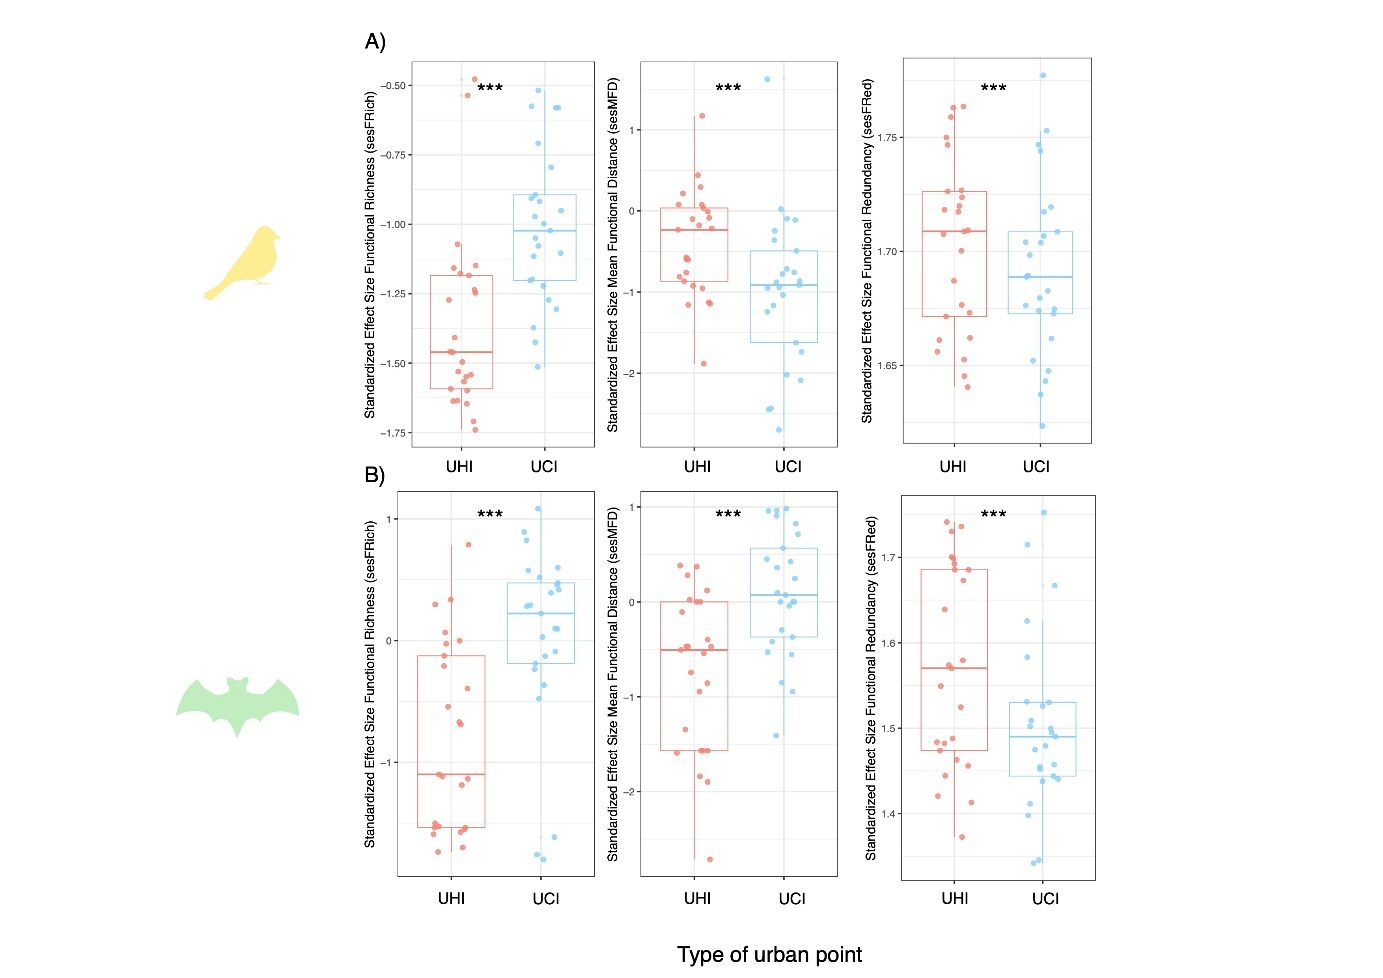 A)
Standardized Effect Size Functional Richness (sesFRich)
−0.50
−0.75
−1.00
−1.25
−1.50
−1.75
***
UHI UCI
Standardized Effect Size Mean Functional Distance (sesMFD)
1
0
−1
−2
***
UHI UCI
Standardized Effect Size Functional Redundancy (sesFRed)
1.75
1.70
1.65
***
UHI UCI
B)
Standardized Effect Size Functional Richness (sesFRich)
1
0
−1
***
UHI UCI
Standardized Effect Size Mean Functional Distance (sesMFD)
1
0
−1
−2
***
UHI UCI
Standardized Effect Size Functional Redundancy (sesFRed)
1.7
1.6
1.5
1.4
***
UHI UCI
Type of urban point